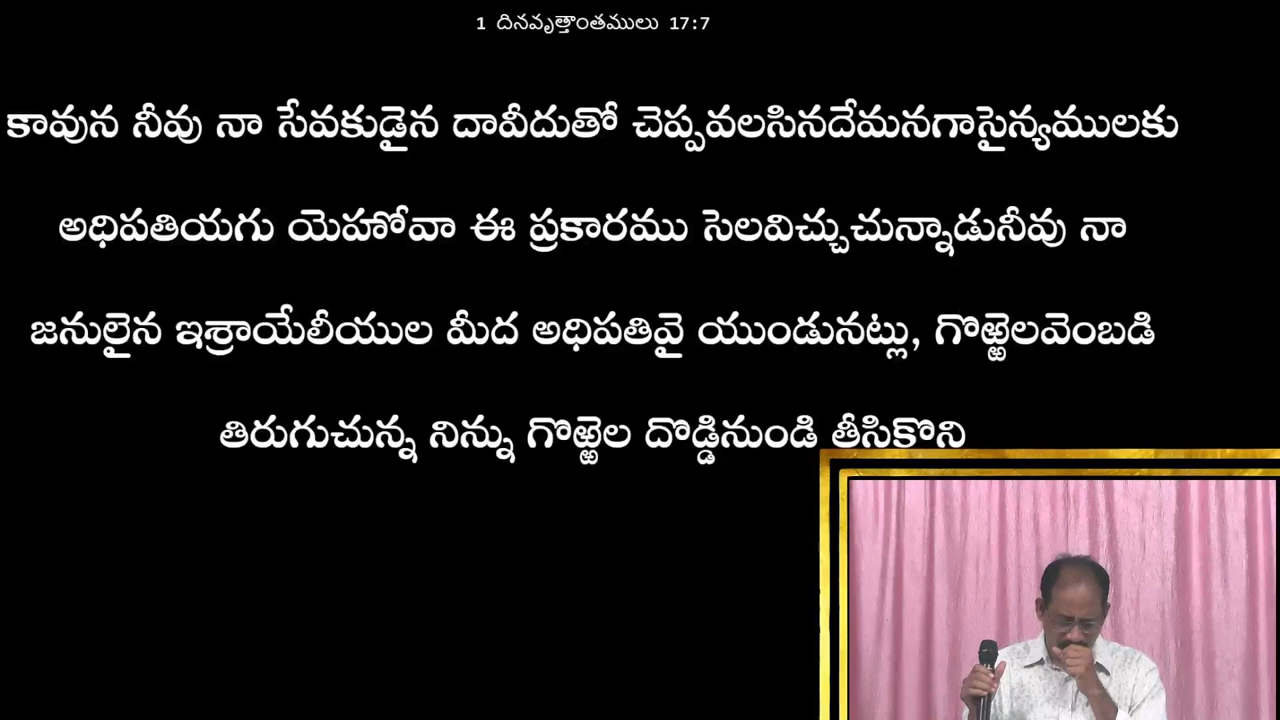 1 దినవృత్తాంతములు 17:7
కావున నీవు నా సేవకుడైన దావీదుతో చెప్పవలసినదేమనగాసైన్యములకు
అధిపతియగు యెహోవా ఈ ప్రకారము సెలవిచ్చుచున్నాడునీవు నా
జనులైన ఇశ్రాయేలీయుల మీద అధిపతివై యుండునట్లు, గొఱ్ఱెలవెంబడి
తిరుగుచున్న నిన్ను గొఱ్ఱెల దొడ్డినుండి తీసికొని